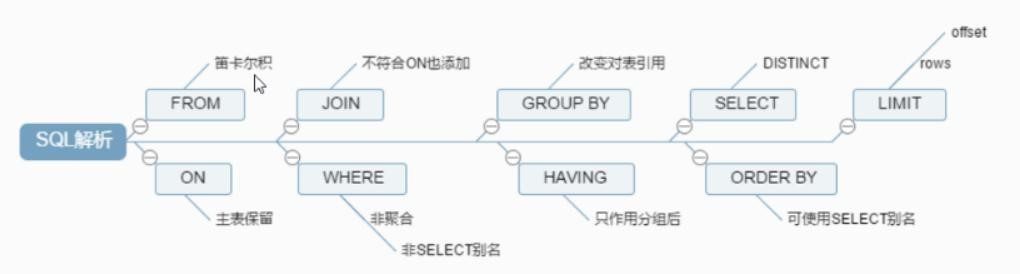 offset
笛卡尔积
不符合ON也添加
改变对表引用
DISTINCT
rows
FROM
JOIN
GROUP BY
SELECT
LIMIT
SQL解析
ON
WHERE
HAVING
ORDER BY
主表保留
非聚合
只作用分组后
可使用SELECT别名
非SELECT别名